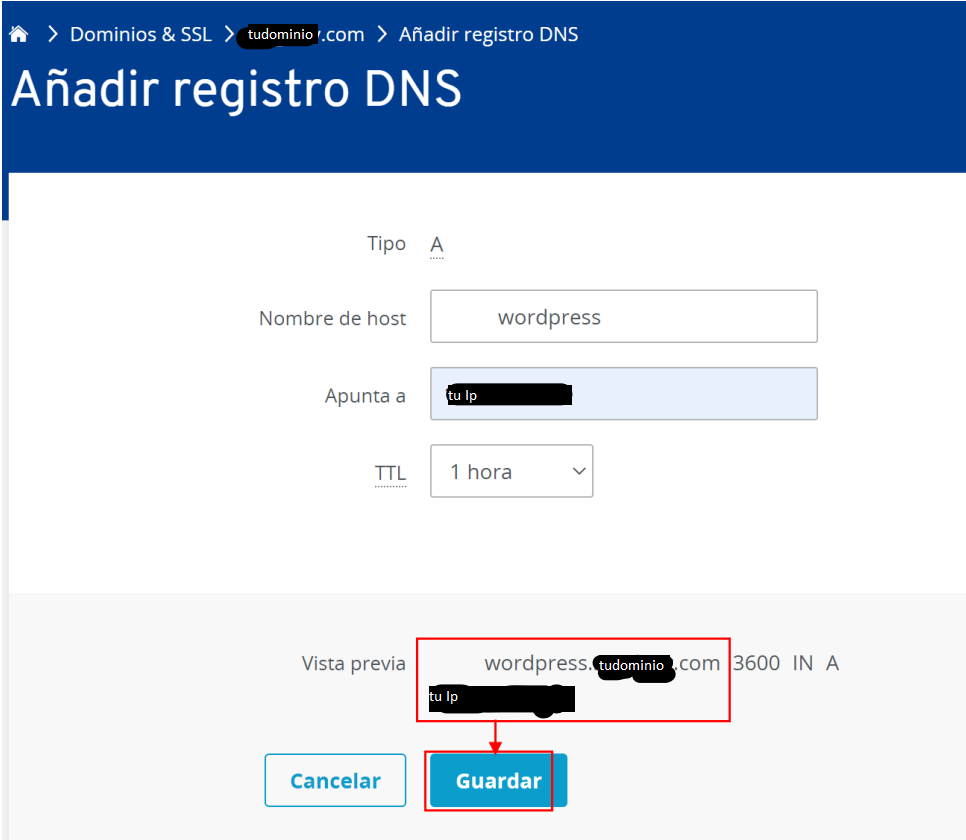 Dominios & SSL tudominio.com Añadir registro DNS
Añadir registro DNS
Tipo A
Nombre de host wordpress
Apunta a tu Ip
TTL 1 hora
Vista previa wordpress.tudominio.com 3600 IN A
tu Ip
Cancelar Guardar